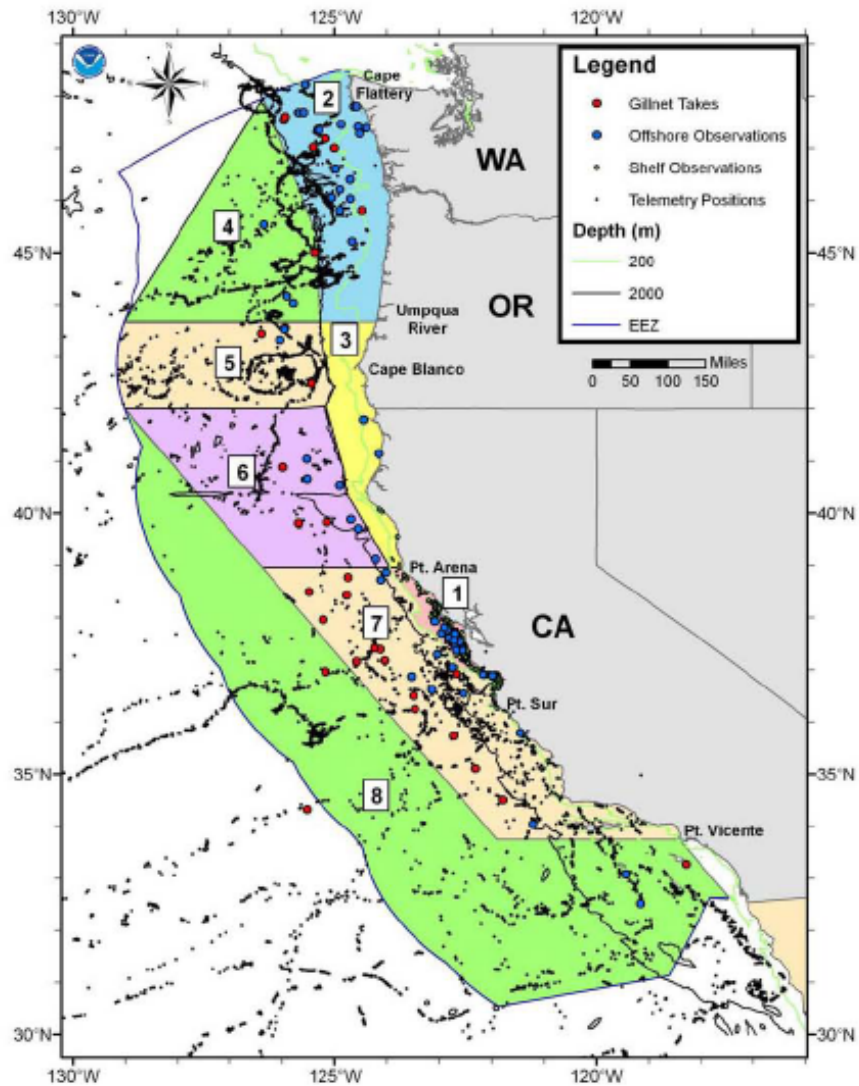 130°W 125°W 120°W
N
Cape
Flattery
Legend
Gillnet Takes
Offshore Observations
Shelf Observations
Telemetry Positions
Depth (m)
200
2000
EEZ
2
WA
4
45°N
45°N
Umpqua
River
OR
3
5
Cape Blanco
Miles
0 25 50 100 150
6
40°N
40°N
Pt. Arena
1
7
CA
Pt. Sur
35°N
35°N
8
Pt. Vicente
30°N
30°N
130°W 125°W 120°W